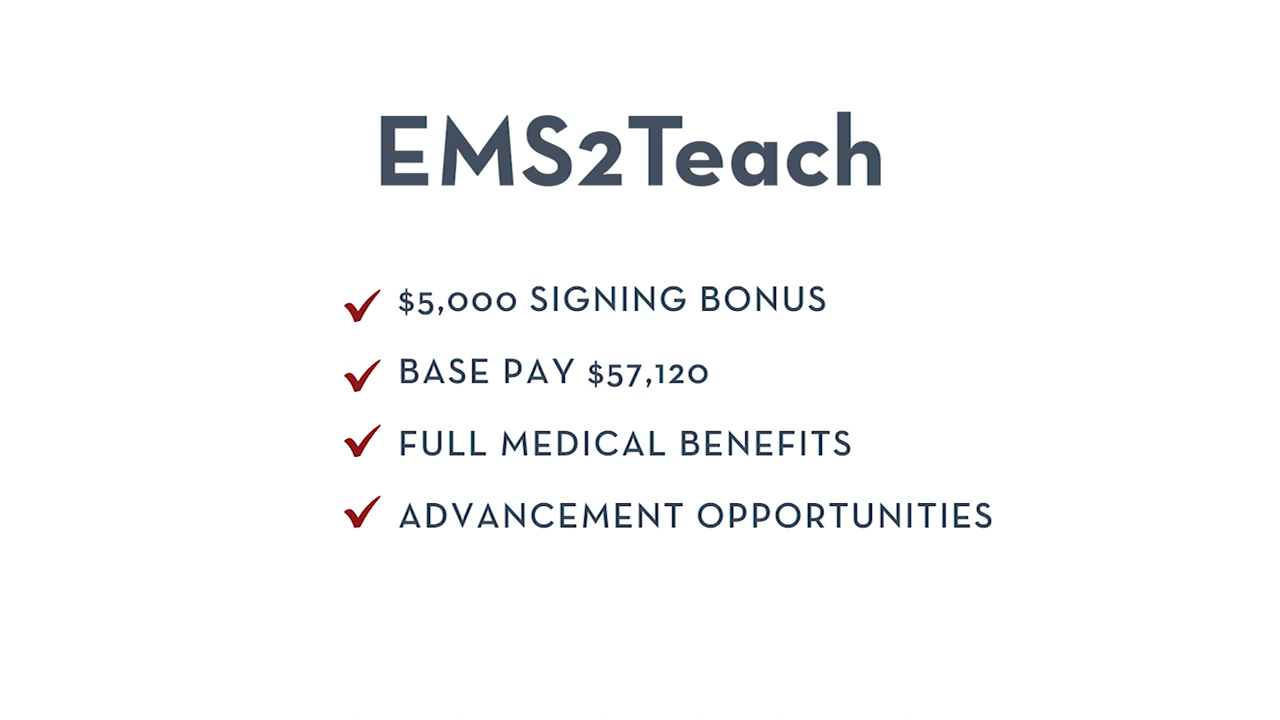 EMS2Teach
$5,000 SIGNING BONUS
BASE PAY $57,120
FULL MEDICAL BENEFITS
ADVANCEMENT OPPORTUNITIES